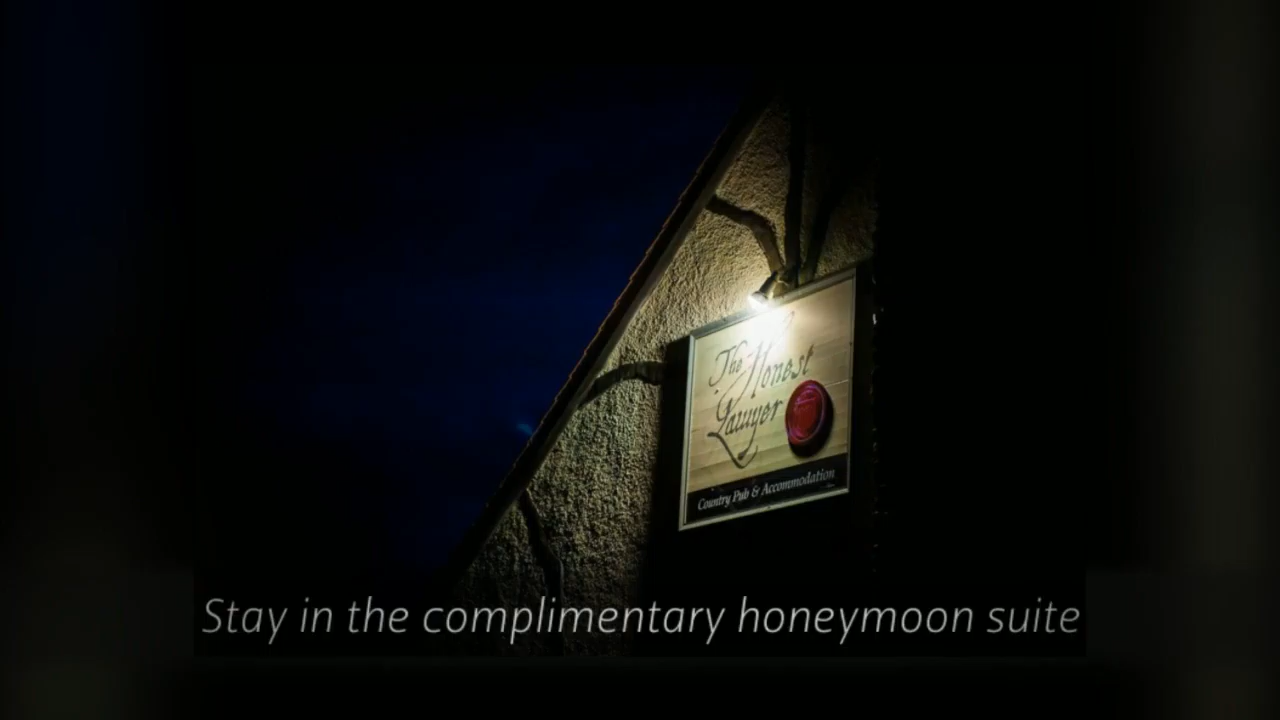 The Honest
Lawyer
Country Pub & Accommodation
Stay in the complimentary honeymoon suite